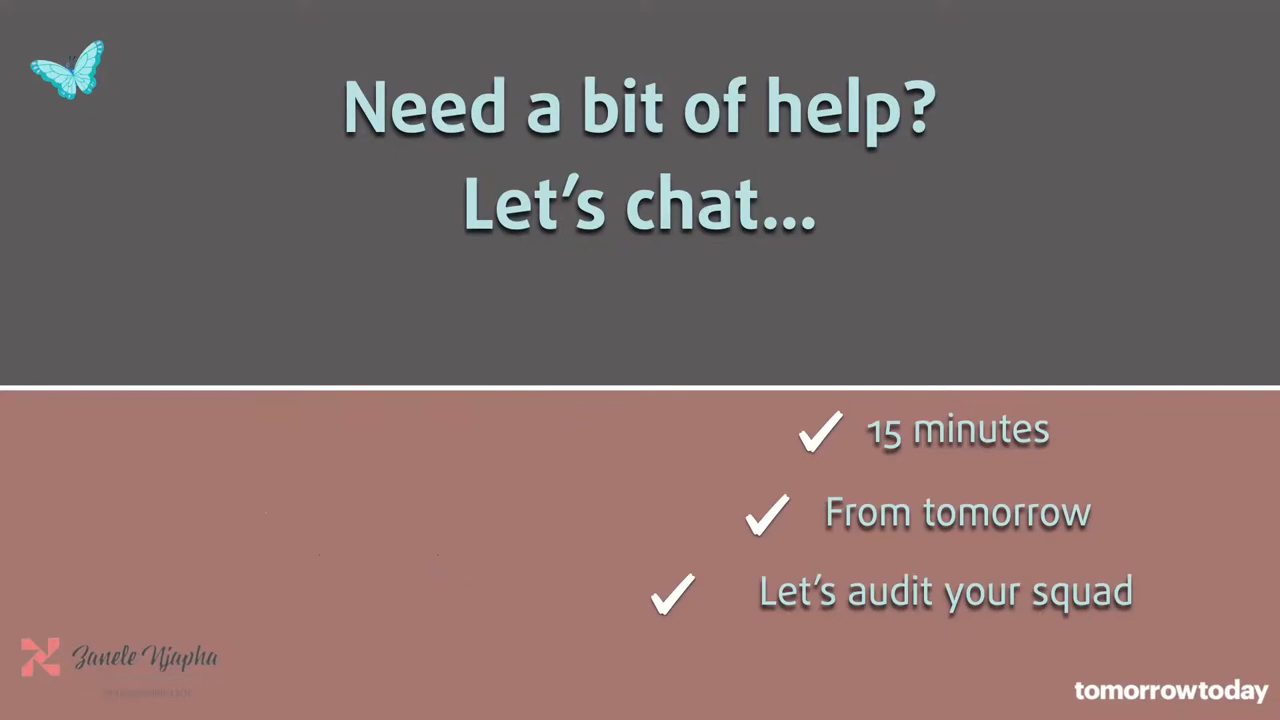 Need a bit of help?
Let's chat...
15 minutes
From tomorrow
Let's audit your squad
Zanele Njapha
tomorrowtoday